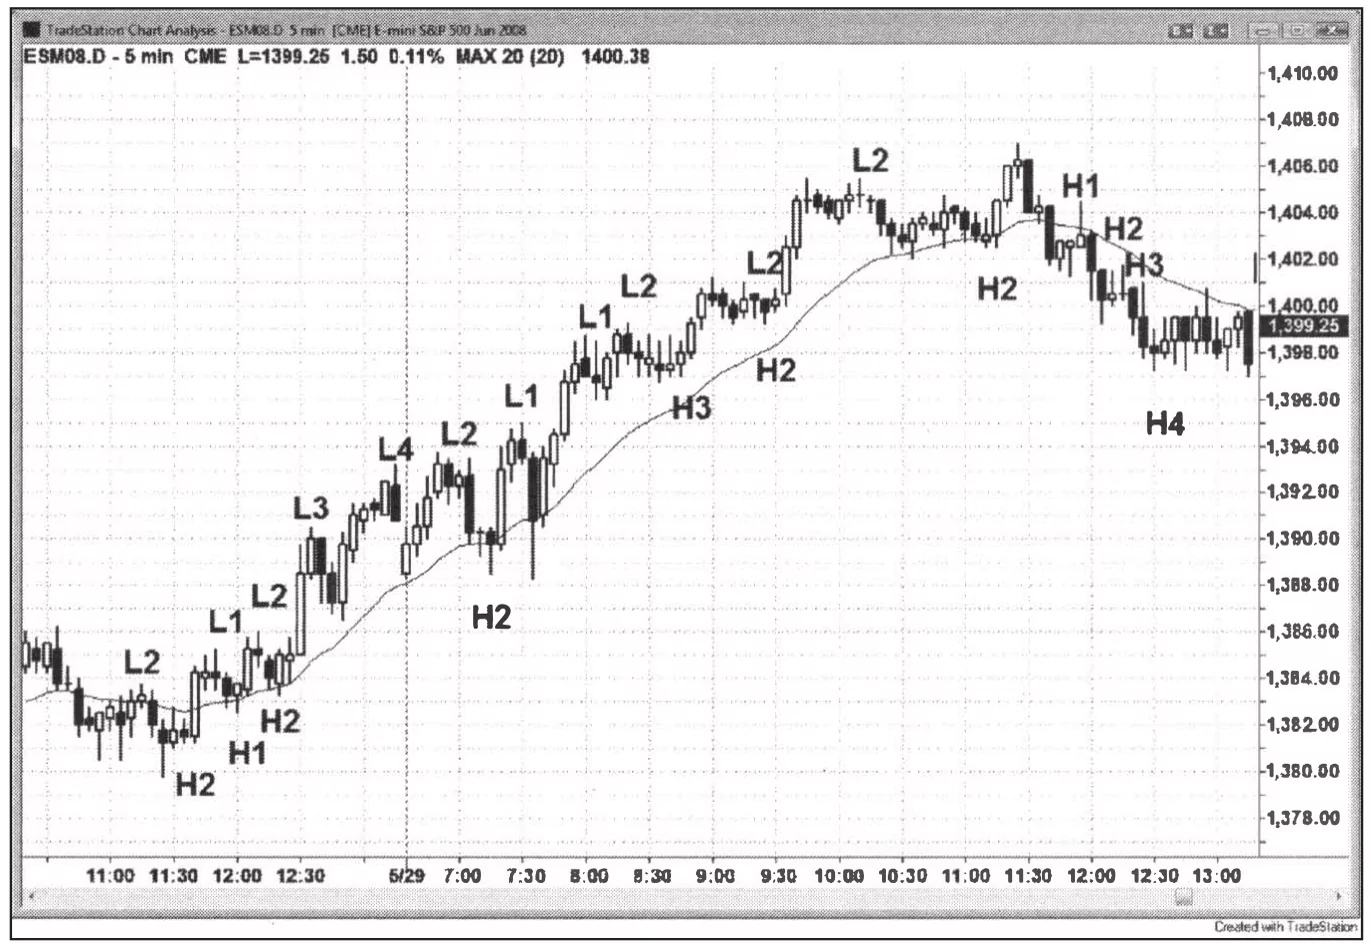 TradeStation Chart Analysis - ESM08.D 5 min [CME] E-mini S&P 500 Jun 2008
ESM08.D - 5 min CME L=1399.25 1.50 0.11% MAX 20 (20) 1400.38
1,410.00
1,408.00
1,406.00
1,404.00
1,402.00
1,400.00
1,399.25
1,398.00
1,396.00
1,394.00
1,392.00
1,390.00
1,388.00
1,386.00
1,384.00
1,382.00
1,380.00
1,378.00
L2
H2
L1
H1
L2
H2
L3
L4
L2
H2
L1
L1
L2
H3
L2
H2
L2
H2
H1
H2
H3
H4
11:00 11:30 12:00 12:30 5/29 7:00 7:30 8:00 8:30 9:00 9:30 10:00 10:30 11:00 11:30 12:00 12:30 13:00
Created with TradeStation